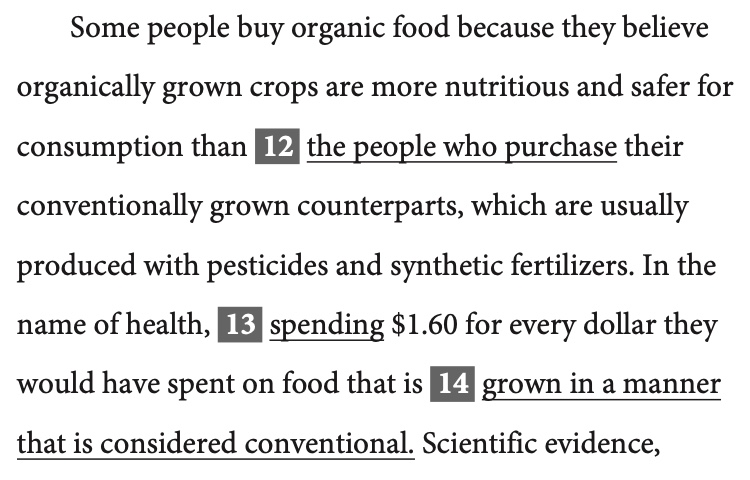 Some people buy organic food because they believe
organically grown crops are more nutritious and safer for
consumption than 12 the people who purchase their
conventionally grown counterparts, which are usually
produced with pesticides and synthetic fertilizers. In the
name of health, 13 spending $1.60 for every dollar they
would have spent on food that is 14 grown in a manner
that is considered conventional. Scientific evidence,